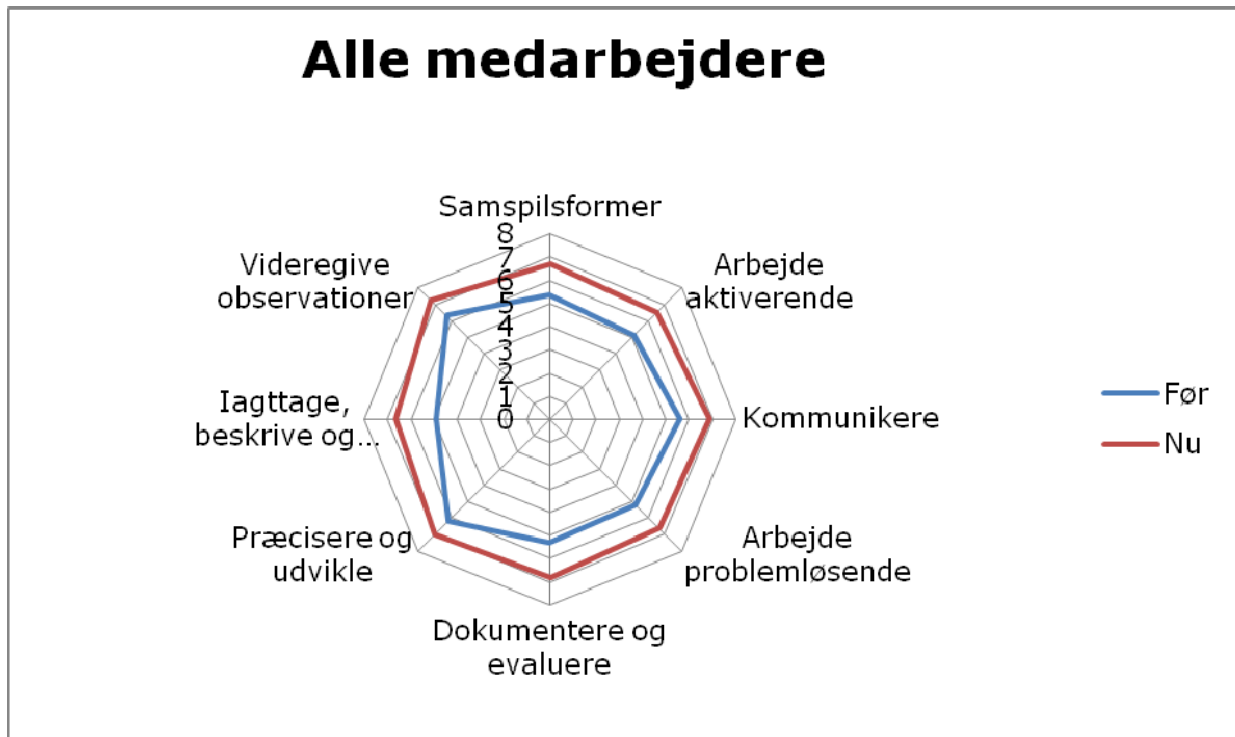 Alle medarbejdere
Samspilsformer
8
7
6
5
4
3
2
1
0
Arbejde
aktiverende
Kommunikere
Arbejde
problemløsende
Dokumentere og
evaluere
Præcisere og
udvikle
Iagttage,
beskrive og...
Videregive
observationer
Før
Nu